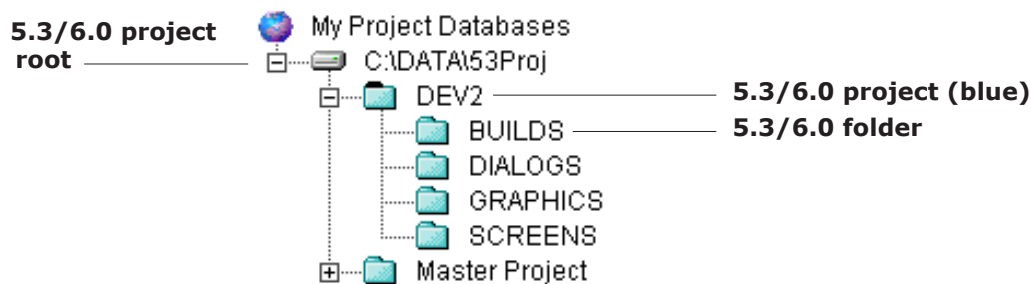 5.3/6.0 project
root
My Project Databases
C:\DATA\53Proj
DEV2
5.3/6.0 project (blue)
BUILDS
5.3/6.0 folder
DIALOGS
GRAPHICS
SCREENS
Master Project